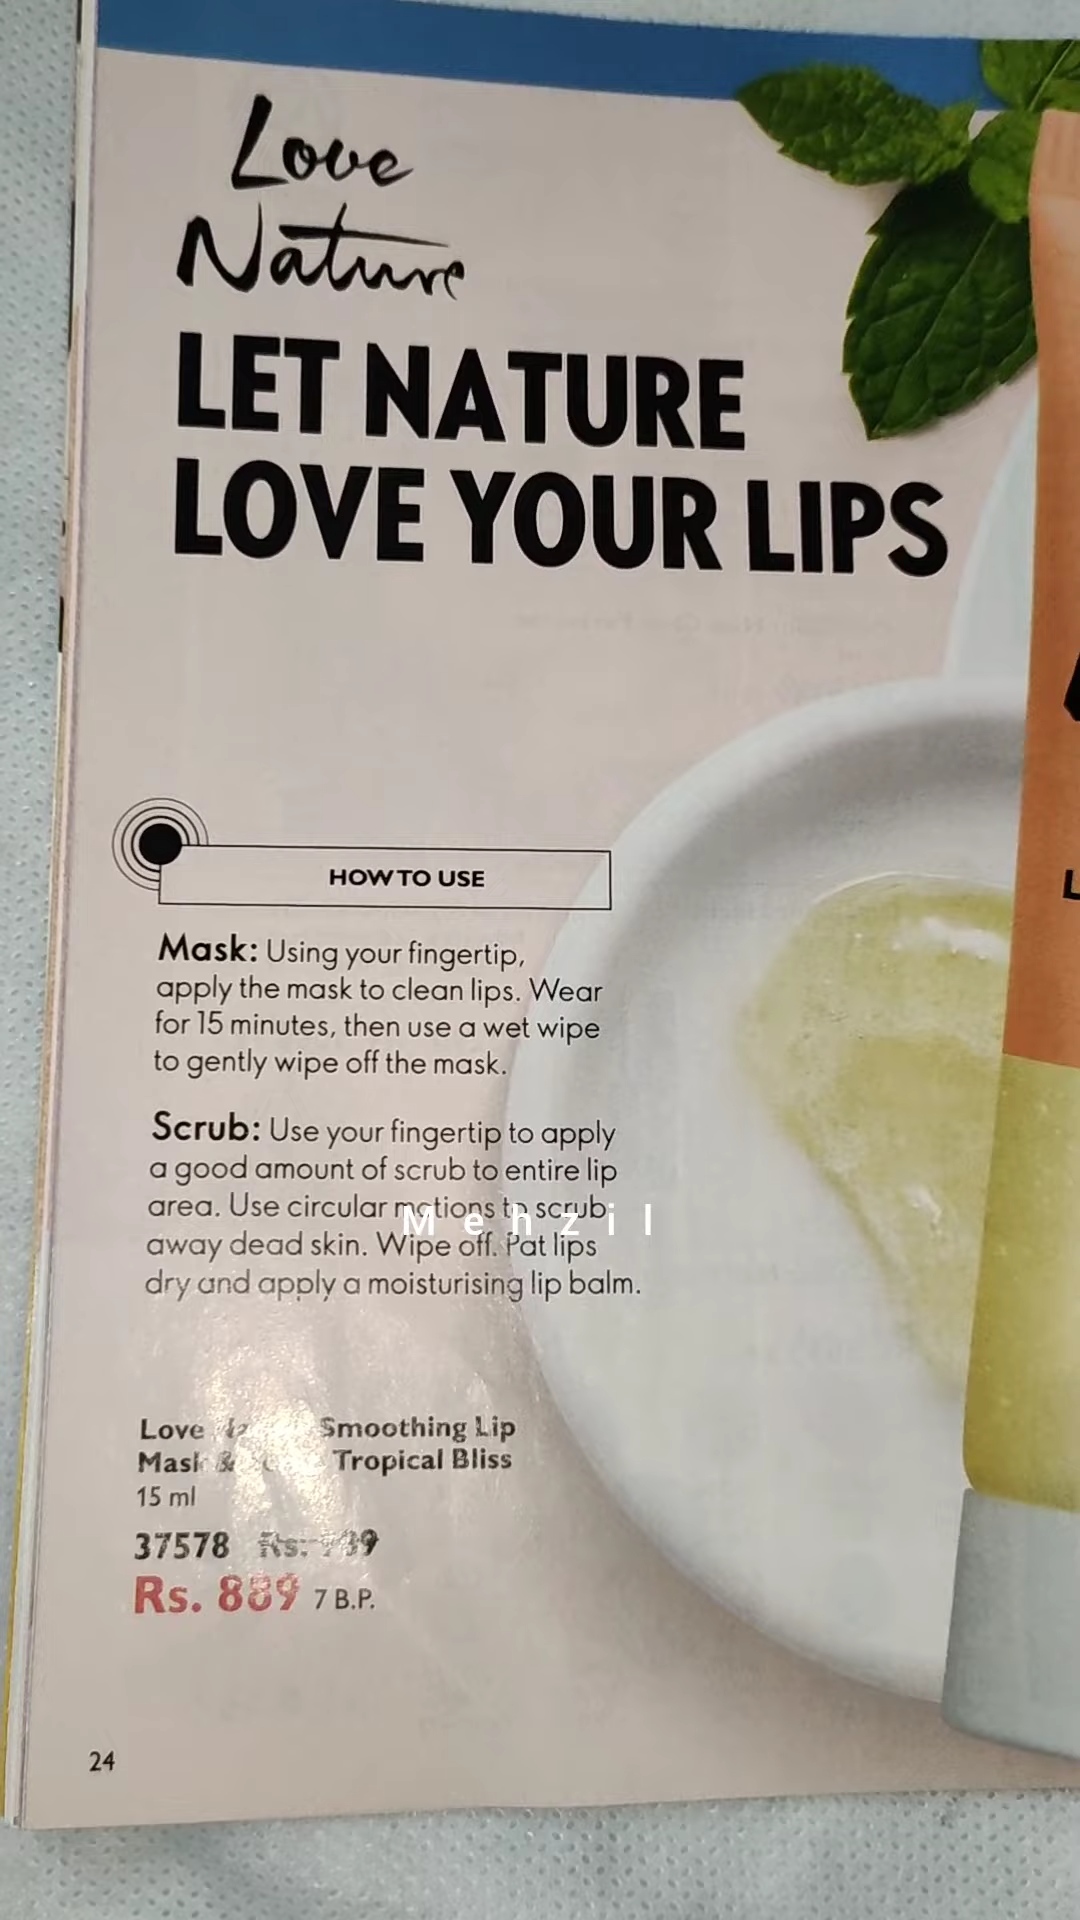 Love
Nature
LET NATURE
LOVE YOUR LIPS
HOW TO USE
Mask: Using your fingertip,
apply the mask to clean lips. Wear
for 15 minutes, then use a wet wipe
to gently wipe off the mask.
Scrub: Use your fingertip to apply
a good amount of scrub to entire lip
area. Use circular motions to scrub
away dead skin. Wipe off. Pat lips
dry and apply a moisturising lip balm.
Mehzil
Love Smoothing Lip
Mask & Tropical Bliss
15 ml
37578 Rs.
Rs. 889 7 B.P.
24